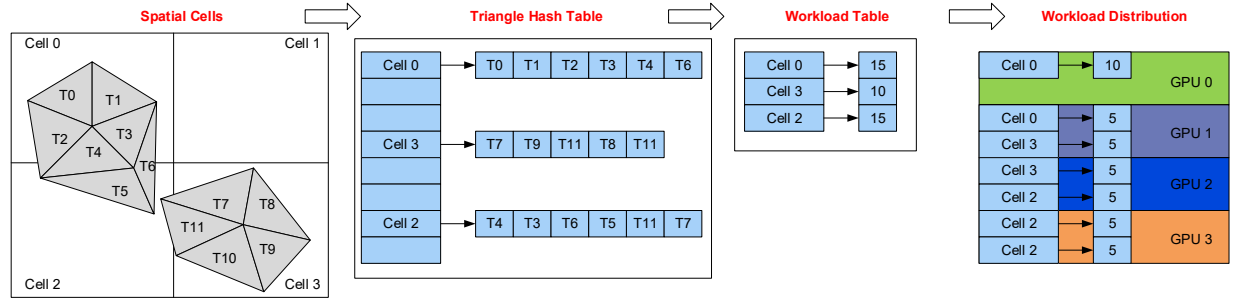 Spatial Cells
Triangle Hash Table
Workload Table
Workload Distribution
Cell 0
Cell 1
T0
T1
T2
T3
T4
T6
T5
T7
T8
T11
T9
T10
Cell 2
Cell 3
Cell 0 T0 T1 T2 T3 T4 T6
Cell 3 T7 T9 T11 T8 T11
Cell 2 T4 T3 T6 T5 T11 T7
Cell 0 15
Cell 3 10
Cell 2 15
Cell 0 10
GPU 0
Cell 0 5
GPU 1
Cell 3 5
Cell 3 5
GPU 2
Cell 2 5
Cell 2 5
GPU 3
Cell 2 5